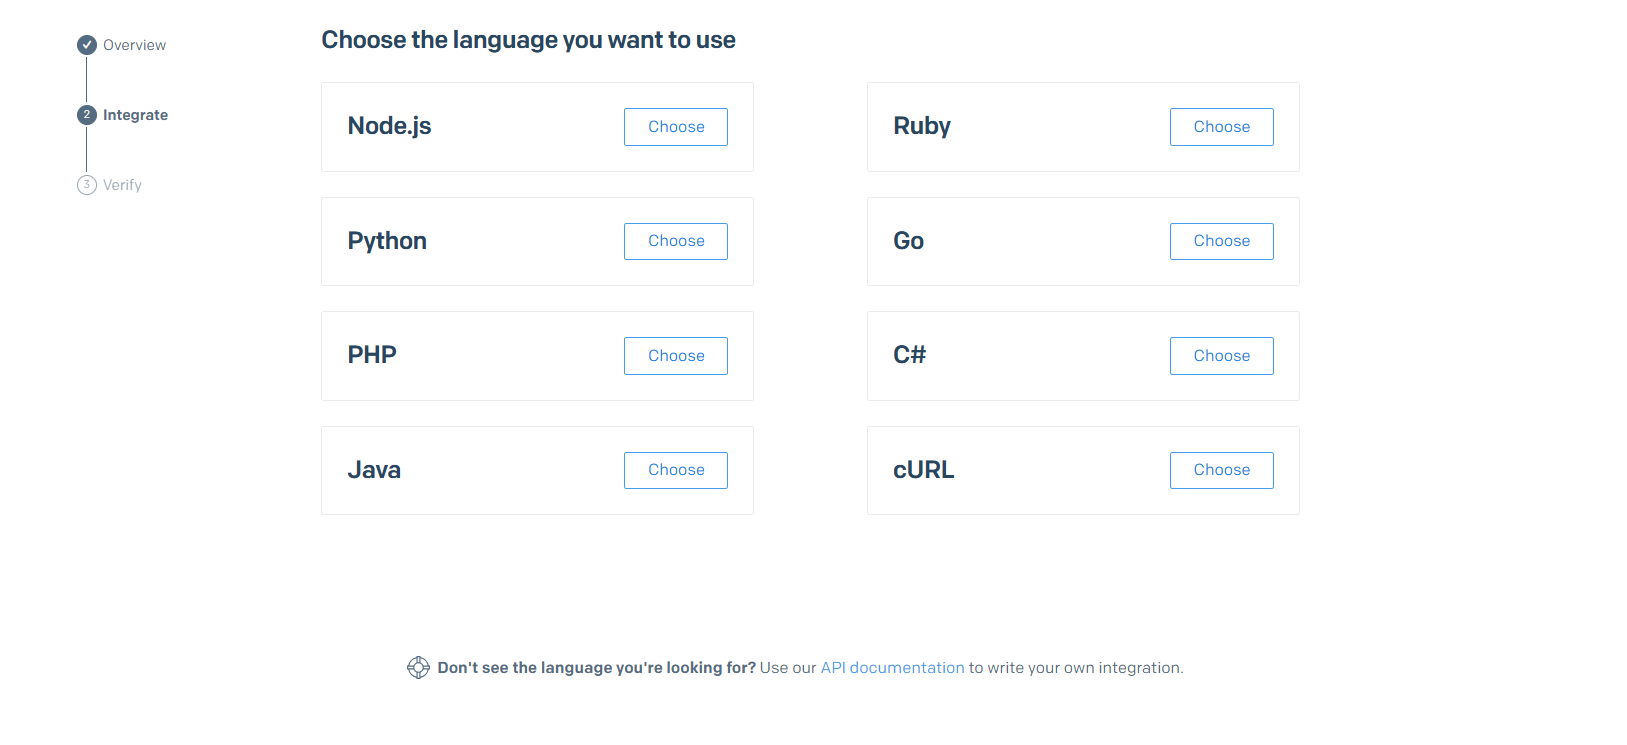 Overview
2 Integrate
3 Verify
Choose the language you want to use
Node.js Choose
Ruby Choose
Python Choose
Go Choose
PHP Choose
C# Choose
Java Choose
cURL Choose
Don't see the language you're looking for? Use our API documentation to write your own integration.